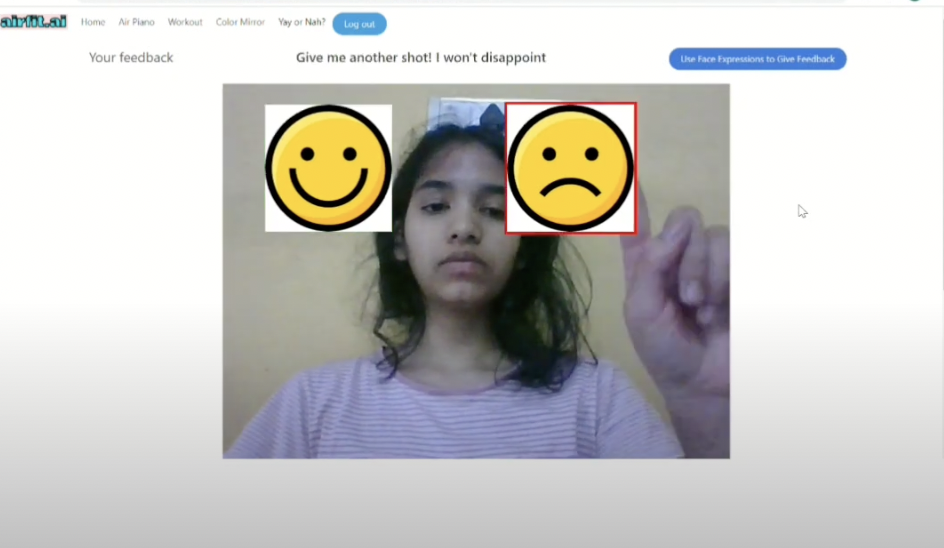 airfit.ai Home Air Piano Workout Color Mirror Yay or Nah? Log out
Your feedback Give me another shot! I won't disappoint Use Face Expressions to Give Feedback